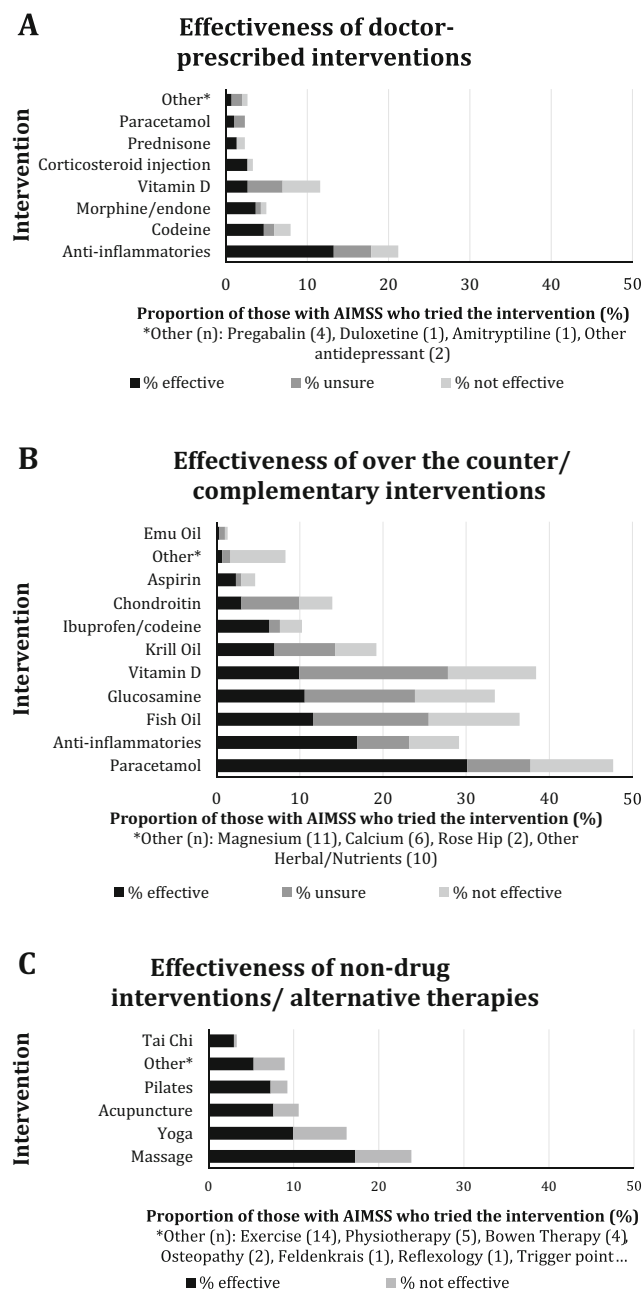 A
Effectiveness of doctor-
prescribed interventions
Intervention
Other*
Paracetamol
Prednisone
Corticosteroid injection
Vitamin D
Morphine/endone
Codeine
Anti-inflammatories
0 10 20 30 40 50
Proportion of those with AIMSS who tried the intervention (%)
*Other (n): Pregabalin (4), Duloxetine (1), Amitryptiline (1), Other
antidepressant (2)
% effective % unsure % not effective
B
Effectiveness of over the counter/
complementary interventions
Intervention
Emu Oil
Other*
Aspirin
Chondroitin
Ibuprofen/codeine
Krill Oil
Vitamin D
Glucosamine
Fish Oil
Anti-inflammatories
Paracetamol
0 10 20 30 40 50
Proportion of those with AIMSS who tried the intervention (%)
*Other (n): Magnesium (11), Calcium (6), Rose Hip (2), Other
Herbal/Nutrients (10)
% effective % unsure % not effective
C
Effectiveness of non-drug
interventions/ alternative therapies
Intervention
Tai Chi
Other*
Pilates
Acupuncture
Yoga
Massage
0 10 20 30 40 50
Proportion of those with AIMSS who tried the intervention (%)
*Other (n): Exercise (14), Physiotherapy (5), Bowen Therapy (4),
Osteopathy (2), Feldenkrais (1), Reflexology (1), Trigger point...
% effective % not effective